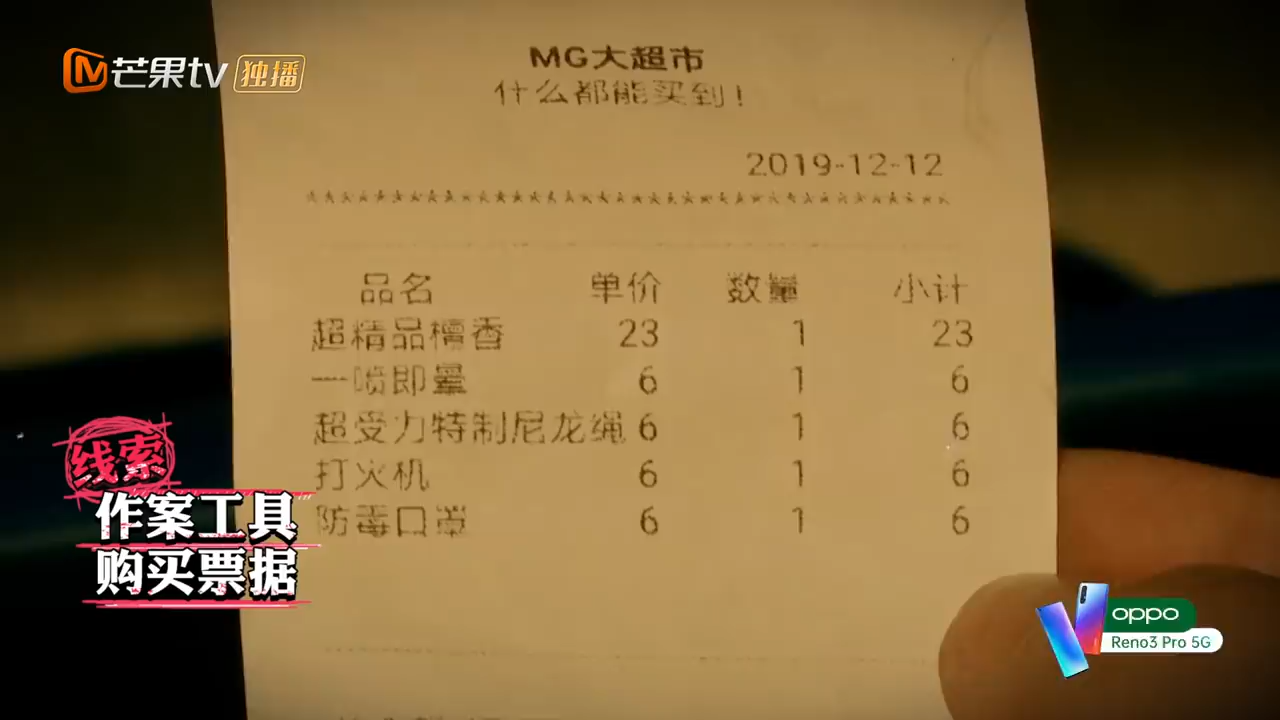 芒果tv 独播
MG大超市
什么都能买到！
2019-12-12
*****************************************
品名 单价 数量 小计
超精品檀香 23 1 23
一喷即晕 6 1 6
超受力特制尼龙绳 6 1 6
打火机 6 1 6
防毒口罩 6 1 6
线索
作案工具
购买票据
oppo
Reno3 Pro 5G